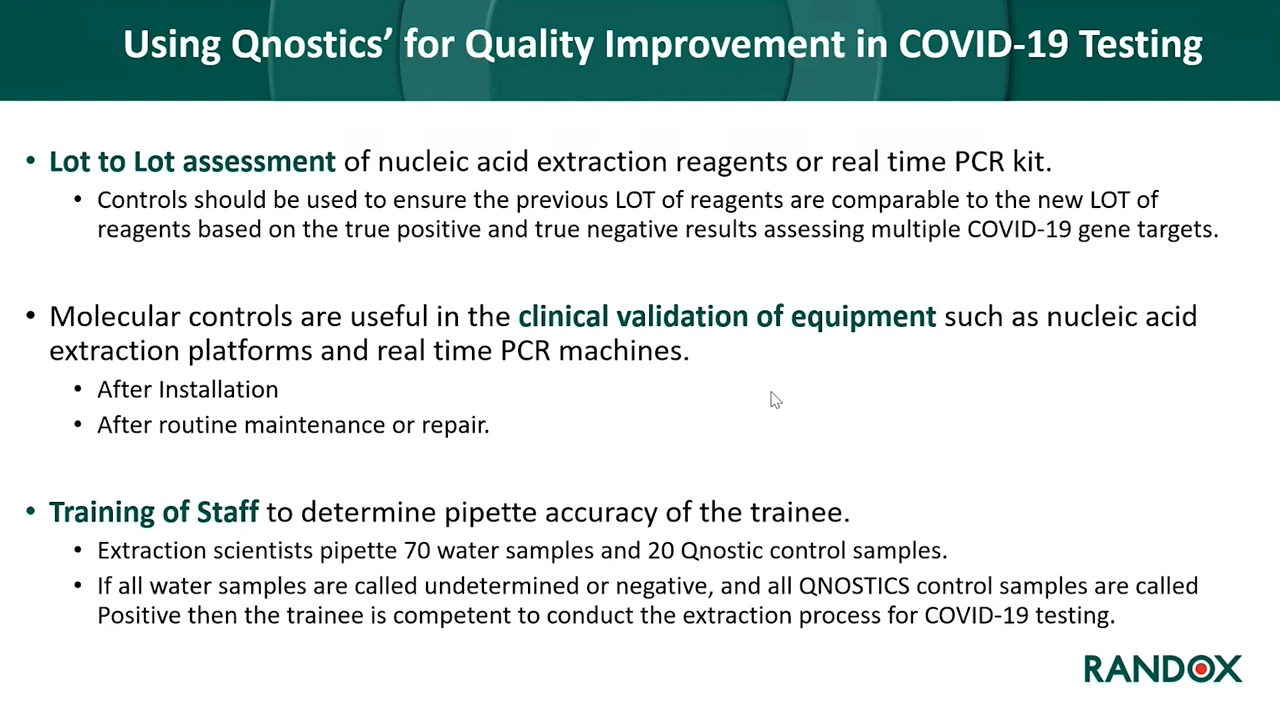 Using Qnostics’ for Quality Improvement in COVID-19 Testing
• Lot to Lot assessment of nucleic acid extraction reagents or real time PCR kit.
• Controls should be used to ensure the previous LOT of reagents are comparable to the new LOT of
reagents based on the true positive and true negative results assessing multiple COVID-19 gene targets.
• Molecular controls are useful in the clinical validation of equipment such as nucleic acid
extraction platforms and real time PCR machines.
• After Installation
• After routine maintenance or repair.
• Training of Staff to determine pipette accuracy of the trainee.
• Extraction scientists pipette 70 water samples and 20 Qnostic control samples.
• If all water samples are called undetermined or negative, and all QNOSTICS control samples are called
Positive then the trainee is competent to conduct the extraction process for COVID-19 testing.
RANDOX